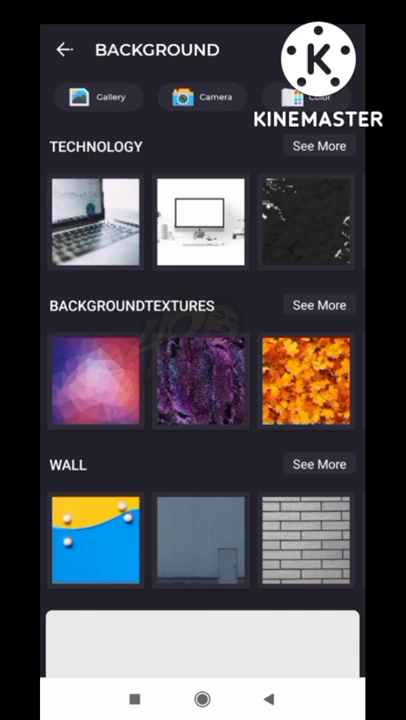 BACKGROUND
Gallery
Camera
Color
K
KINEMASTER
TECHNOLOGY
See More
BACKGROUNDTEXTURES
See More
WALL
See More